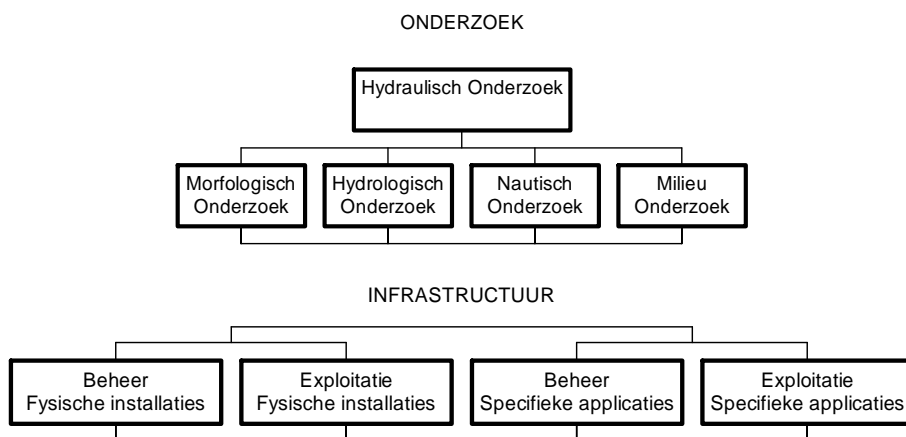 ONDERZOEK
Hydraulisch Onderzoek
Morfologisch
Onderzoek
Hydrologisch
Onderzoek
Nautisch
Onderzoek
Milieu
Onderzoek
INFRASTRUCTUUR
Beheer
Fysische installaties
Exploitatie
Fysische installaties
Beheer
Specifieke applicaties
Exploitatie
Specifieke applicaties